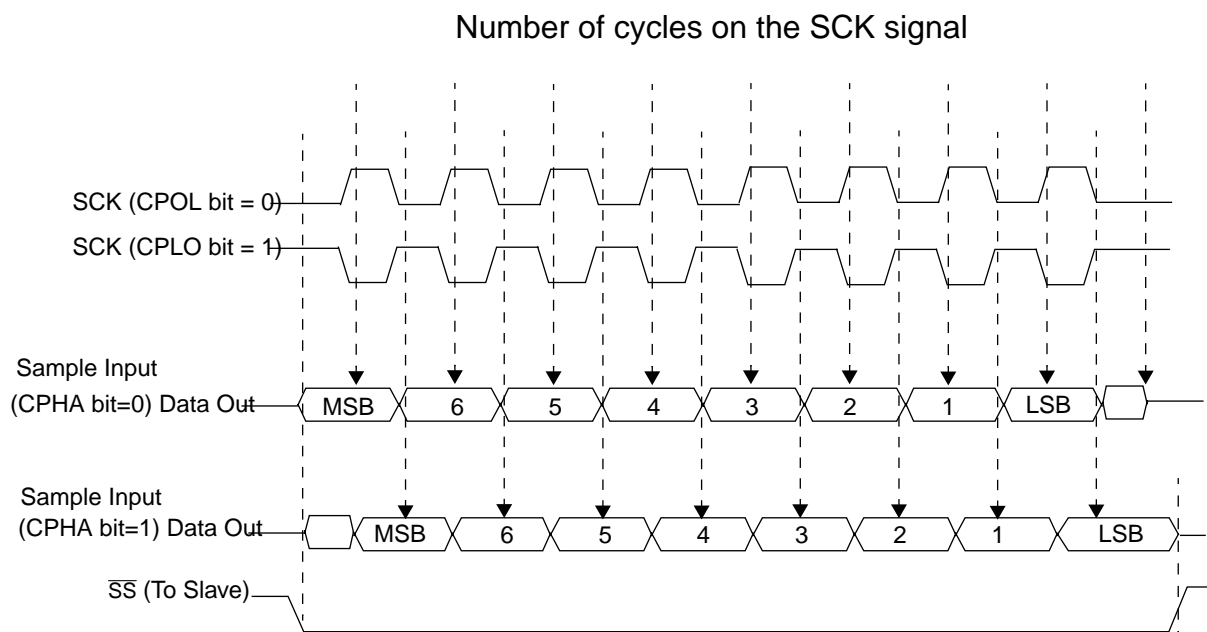 Number of cycles on the SCK signal
SCK (CPOL bit = 0)
SCK (CPLO bit = 1)
Sample Input
(CPHA bit=0) Data Out
MSB 6 5 4 3 2 1 LSB
Sample Input
(CPHA bit=1) Data Out
MSB 6 5 4 3 2 1 LSB
S̅S̅ (To Slave)